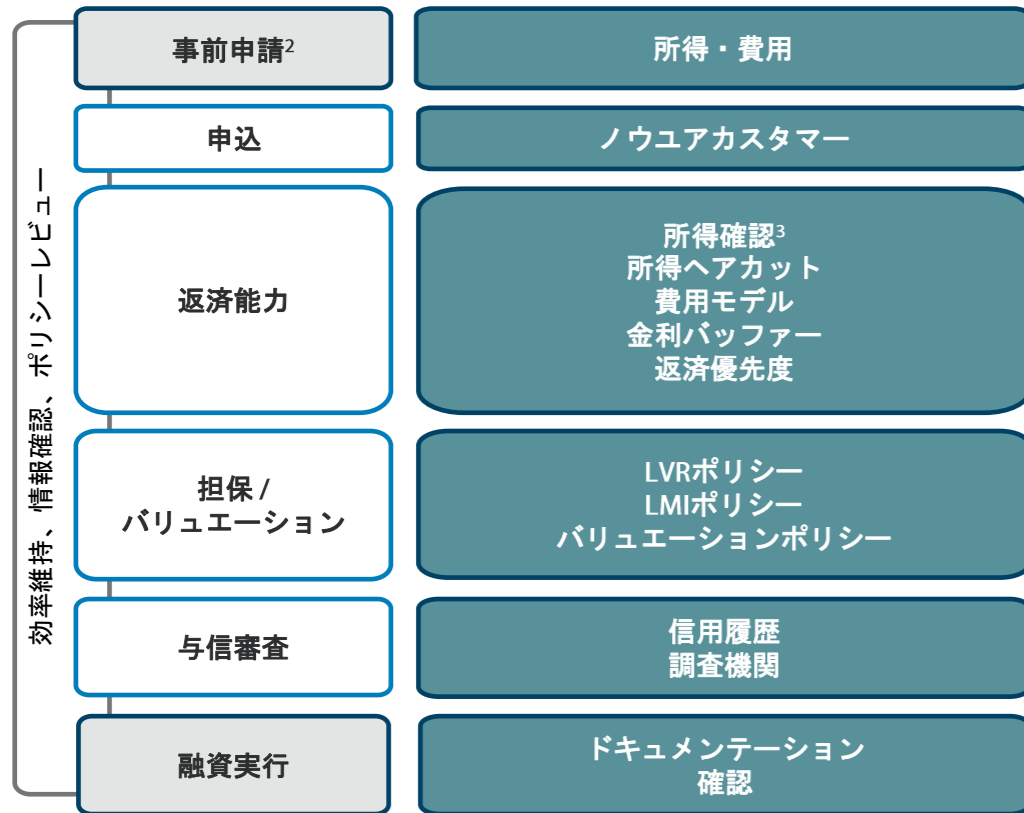 効率維持、情報確認、ポリシーレビュー
事前申請²
所得・費用
申込
ノウユアカスタマー
返済能力
所得確認³
所得ヘアカット
費用モデル
金利バッファー
返済優先度
担保 /
バリュエーション
LVRポリシー
LMIポリシー
バリュエーションポリシー
与信審査
信用履歴
調査機関
融資実行
ドキュメンテーション
確認